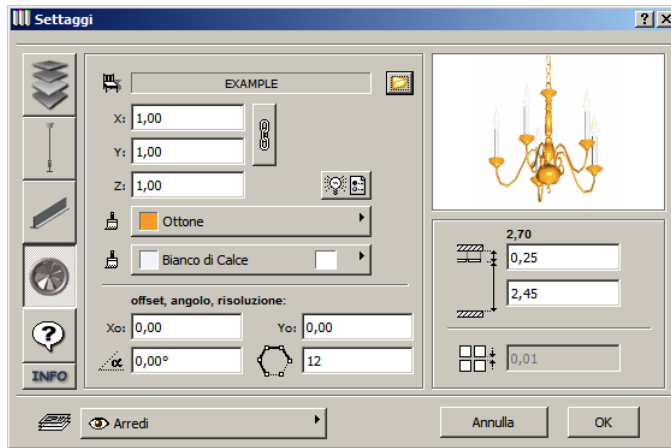 Settaggi
EXAMPLE
X: 1,00
Y: 1,00
Z: 1,00
Ottone
Bianco di Calce
offset, angolo, risoluzione:
Xo: 0,00 Yo: 0,00
α 0,00° 12
2,70
0,25
2,45
0,01
INFO
Arredi
Annulla OK